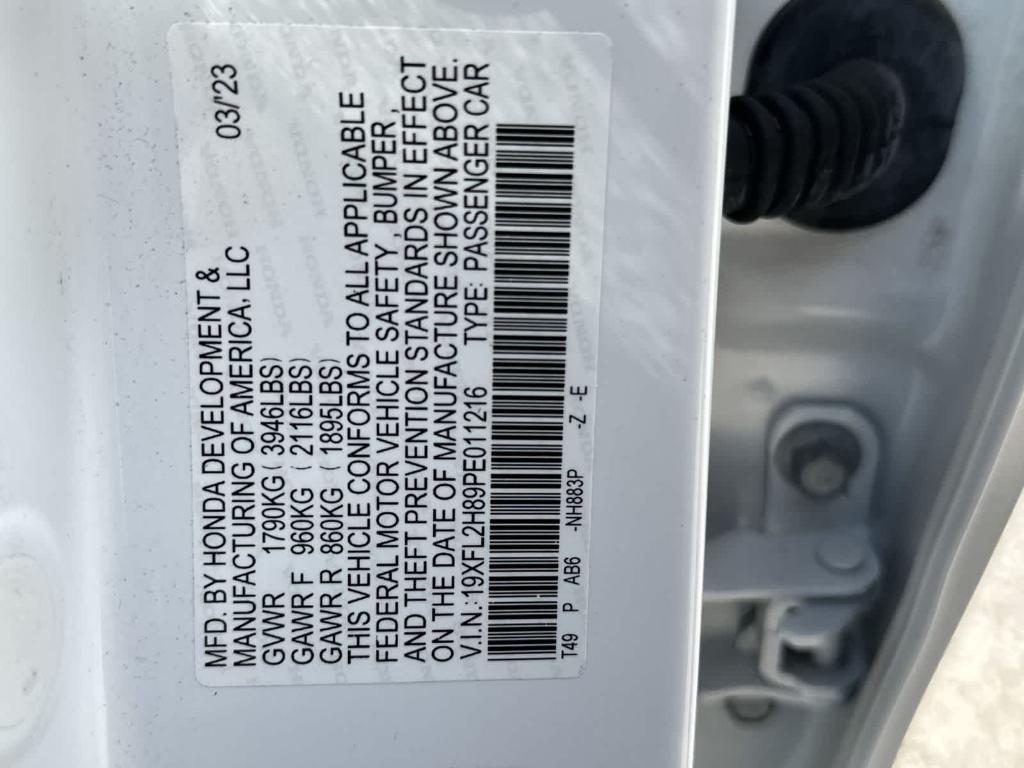 MFD. BY HONDA DEVELOPMENT &
MANUFACTURING OF AMERICA, LLC 03/'23
GVWR 1790KG ( 3946LBS)
GAWR F 960KG ( 2116LBS)
GAWR R 860KG ( 1895LBS)
THIS VEHICLE CONFORMS TO ALL APPLICABLE
FEDERAL MOTOR VEHICLE SAFETY, BUMPER,
AND THEFT PREVENTION STANDARDS IN EFFECT
ON THE DATE OF MANUFACTURE SHOWN ABOVE.
V.I.N.: 19XFL2H89PE011216 TYPE: PASSENGER CAR
T49 P AB6 -NH883P -Z -E